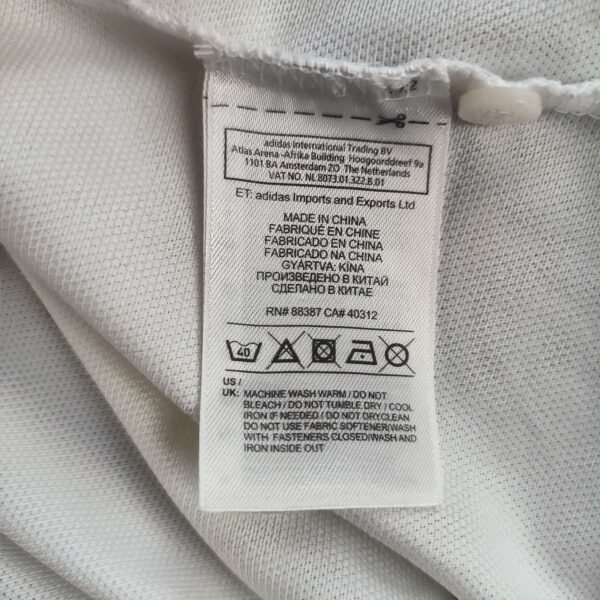 adidas International Trading BV
Atlas Arena -Afrika Building Hoogoorddreef 9a
1101 BA Amsterdam ZO The Netherlands
VAT NO. NL.8073.01.322.B.01
ET: adidas Imports and Exports Ltd
MADE IN CHINA
FABRIQUÉ EN CHINE
FABRICADO EN CHINA
FABRICADO NA CHINA
GYÁRTVA: KÍNA
ПРОИЗВЕДЕНО В КИТАЙ
СДЕЛАНО В КИТАЕ
RN# 88387 CA# 40312
40
US /
UK: MACHINE WASH WARM / DO NOT
BLEACH / DO NOT TUMBLE DRY / COOL
IRON IF NEEDED / DO NOT DRYCLEAN
DO NOT USE FABRIC SOFTENER/WASH
WITH FASTENERS CLOSED/WASH AND
IRON INSIDE OUT